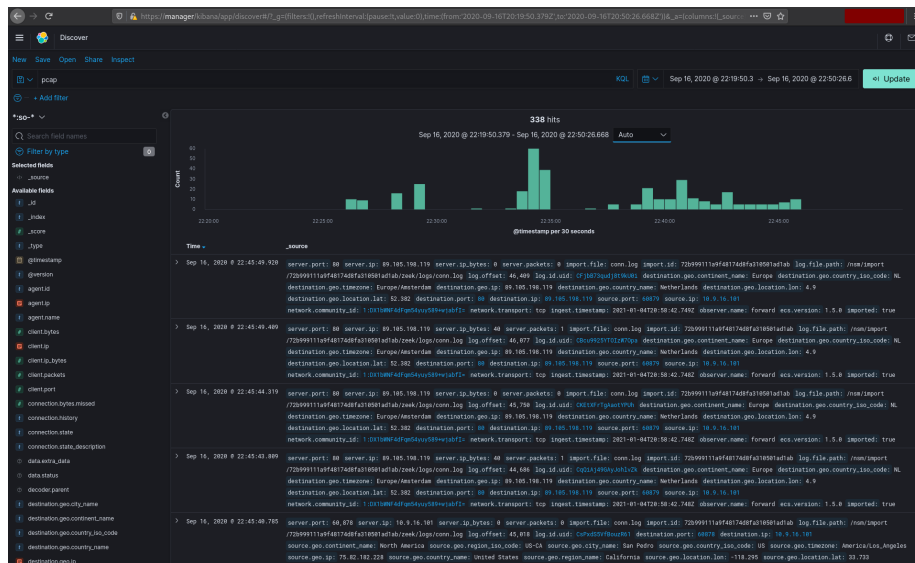 https://manager/kibana/app/discover#/?_g=(filters:!(),refreshInterval:(pause:!t,value:0),time:(from:'2020-09-16T20:19:50.379Z',to:'2020-09-16T20:50:26.668Z'))&_a=(columns:!(_sourc
Discover
New Save Open Share Inspect
pcap KQL Sep 16, 2020 @ 22:19:50.3 → Sep 16, 2020 @ 22:50:26.6 Update
+ Add filter
*:so-*
338 hits
Search field names
Sep 16, 2020 @ 22:19:50.379 - Sep 16, 2020 @ 22:50:26.668 Auto
Filter by type 0
Selected fields
_source
Available fields
_id
_index
_score
_type
@timestamp
@version
agent.id
agent.ip
agent.name
client.bytes
client.ip
client.ip_bytes
client.packets
client.port
connection.bytes.missed
connection.history
connection.state
connection.state_description
data.extra_data
data.status
decoder.parent
destination.geo.city_name
destination.geo.continent_name
destination.geo.country_iso_code
destination.geo.country_name
destination.geo.ip
Count
60
50
40
30
20
10
0
22:20:00 22:25:00 22:30:00 22:35:00 22:40:00 22:45:00
@timestamp per 30 seconds
Time _source
Sep 16, 2020 @ 22:45:49.920 server.port: 80 server.ip: 89.105.198.119 server.ip_bytes: 0 server.packets: 0 import.file: conn.log import.id: 72b999111a9f48174d8fa310501ad1ab log.file.path: /nsm/import
/72b999111a9f48174d8fa310501ad1ab/zeek/logs/conn.log log.offset: 46,409 log.id.uid: destination.geo.continent_name: Europe destination.geo.country_iso_code: NL
destination.geo.timezone: Europe/Amsterdam destination.geo.ip: 89.105.198.119 destination.geo.country_name: Netherlands destination.geo.location.lon: 4.9
destination.geo.location.lat: 52.382 destination.port: 80 destination.ip: 89.105.198.119 source.port: 60879 source.ip: 10.9.16.101
network.community_id: network.transport: tcp ingest.timestamp: 2021-01-04T20:58:42.749Z observer.name: forward ecs.version: 1.5.0 imported: true
Sep 16, 2020 @ 22:45:49.409 server.port: 80 server.ip: 89.105.198.119 server.ip_bytes: 40 server.packets: 1 import.file: conn.log import.id: 72b999111a9f48174d8fa310501ad1ab log.file.path: /nsm/import
/72b999111a9f48174d8fa310501ad1ab/zeek/logs/conn.log log.offset: 46,077 log.id.uid: destination.geo.continent_name: Europe destination.geo.country_iso_code: NL
destination.geo.timezone: Europe/Amsterdam destination.geo.ip: 89.105.198.119 destination.geo.country_name: Netherlands destination.geo.location.lon: 4.9
destination.geo.location.lat: 52.382 destination.port: 80 destination.ip: 89.105.198.119 source.port: 60879 source.ip: 10.9.16.101
network.community_id: network.transport: tcp ingest.timestamp: 2021-01-04T20:58:42.748Z observer.name: forward ecs.version: 1.5.0 imported: true
Sep 16, 2020 @ 22:45:44.319 server.port: 80 server.ip: 89.105.198.119 server.ip_bytes: 0 server.packets: 0 import.file: conn.log import.id: 72b999111a9f48174d8fa310501ad1ab log.file.path: /nsm/import
/72b999111a9f48174d8fa310501ad1ab/zeek/logs/conn.log log.offset: 45,750 log.id.uid: destination.geo.continent_name: Europe destination.geo.country_iso_code: NL
destination.geo.timezone: Europe/Amsterdam destination.geo.ip: 89.105.198.119 destination.geo.country_name: Netherlands destination.geo.location.lon: 4.9
destination.geo.location.lat: 52.382 destination.port: 80 destination.ip: 89.105.198.119 source.port: 60879 source.ip: 10.9.16.101
network.community_id: network.transport: tcp ingest.timestamp: 2021-01-04T20:58:42.748Z observer.name: forward ecs.version: 1.5.0 imported: true
Sep 16, 2020 @ 22:45:43.809 server.port: 80 server.ip: 89.105.198.119 server.ip_bytes: 40 server.packets: 1 import.file: conn.log import.id: 72b999111a9f48174d8fa310501ad1ab log.file.path: /nsm/import
/72b999111a9f48174d8fa310501ad1ab/zeek/logs/conn.log log.offset: 44,686 log.id.uid: destination.geo.continent_name: Europe destination.geo.country_iso_code: NL
destination.geo.timezone: Europe/Amsterdam destination.geo.ip: 89.105.198.119 destination.geo.country_name: Netherlands destination.geo.location.lon: 4.9
destination.geo.location.lat: 52.382 destination.port: 80 destination.ip: 89.105.198.119 source.port: 60879 source.ip: 10.9.16.101
network.community_id: network.transport: tcp ingest.timestamp: 2021-01-04T20:58:42.748Z observer.name: forward ecs.version: 1.5.0 imported: true
Sep 16, 2020 @ 22:45:40.785 server.port: 60,878 server.ip: 10.9.16.101 server.ip_bytes: 0 server.packets: 0 import.file: conn.log import.id: 72b999111a9f48174d8fa310501ad1ab log.file.path: /nsm/import
/72b999111a9f48174d8fa310501ad1ab/zeek/logs/conn.log log.offset: 45,018 log.id.uid: destination.port: 60878 destination.ip: 10.9.16.101
source.geo.continent_name: North America source.geo.region_iso_code: US-CA source.geo.city_name: San Pedro source.geo.country_iso_code: US source.geo.timezone: America/Los_Angeles
source.geo.ip: 75.82.182.228 source.geo.country_name: United States source.geo.region_name: California source.geo.location.lon: -118.295 source.geo.location.lat: 33.733